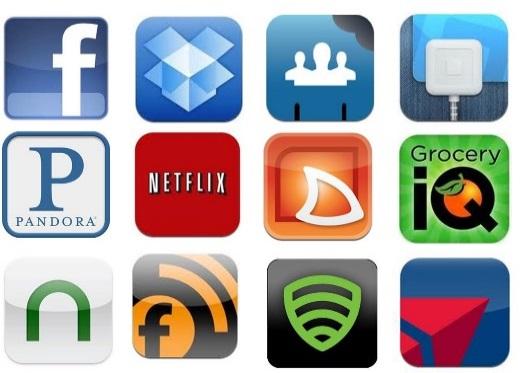 f
P
PANDORA
NETFLIX
Grocery
iQ
n
f